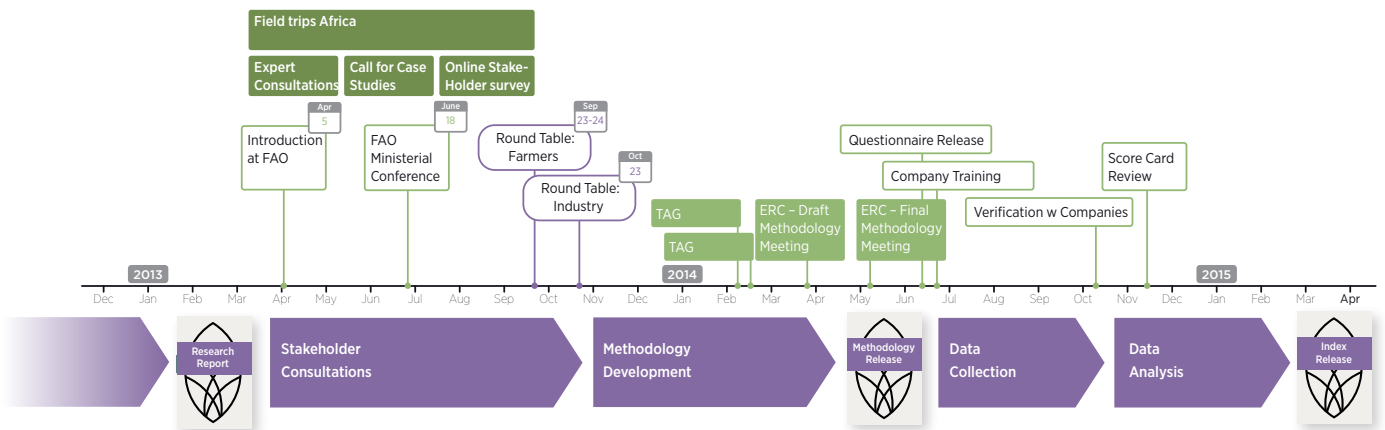 Field trips Africa
Expert
Consultations
Call for Case
Studies
Online Stake-
Holder survey
Apr
5
Introduction
at FAO
June
18
FAO
Ministerial
Conference
Sep
23-24
Round Table:
Farmers
Oct
23
Round Table:
Industry
TAG
TAG
ERC – Draft
Methodology
Meeting
ERC – Final
Methodology
Meeting
Questionnaire Release
Company Training
Verification w Companies
Score Card
Review
2013
2014
2015
Dec Jan Feb Mar Apr May Jun Jul Aug Sep Oct Nov Dec Jan Feb Mar Apr May Jun Jul Aug Sep Oct Nov Dec Jan Feb Mar Apr
Research
Report
Stakeholder
Consultations
Methodology
Development
Methodology
Release
Data
Collection
Data
Analysis
Index
Release